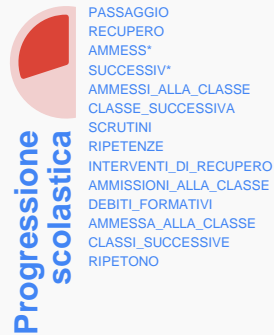 Progressione
scolastica
PASSAGGIO
RECUPERO
AMMESS*
SUCCESSIV*
AMMESSI_ALLA_CLASSE
CLASSE_SUCCESSIVA
SCRUTINI
RIPETENZE
INTERVENTI_DI_RECUPERO
AMMISSIONI_ALLA_CLASSE
DEBITI_FORMATIVI
AMMESSA_ALLA_CLASSE
CLASSI_SUCCESSIVE
RIPETONO